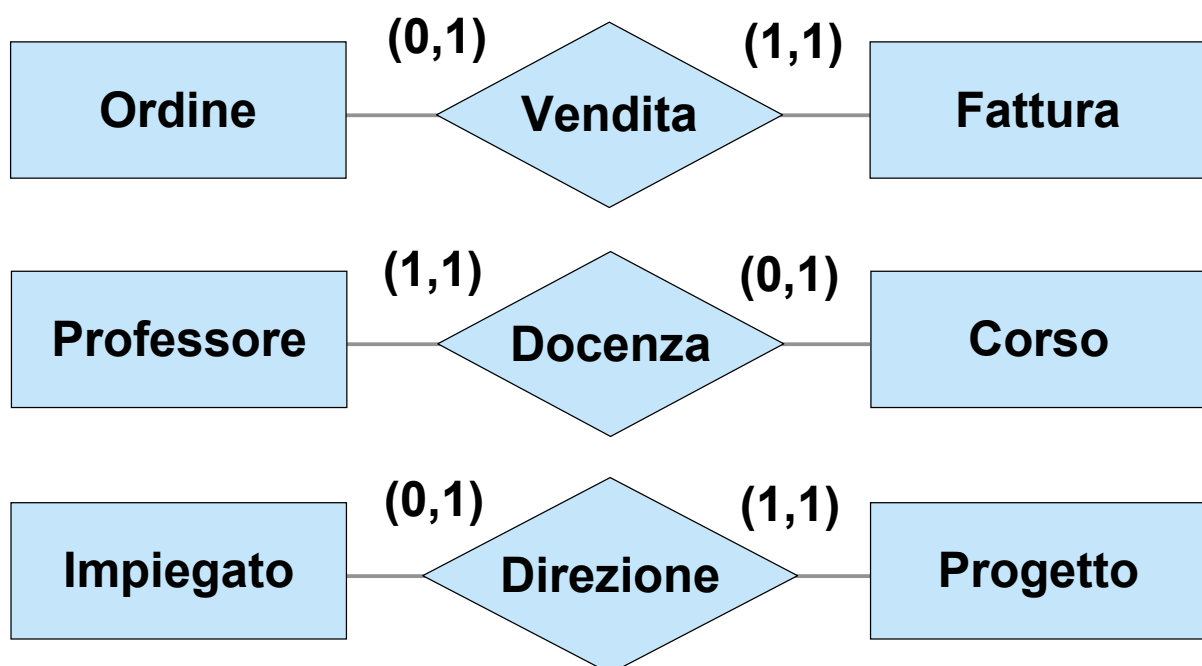 (0,1) (1,1)
Ordine Vendita Fattura
(1,1) (0,1)
Professore Docenza Corso
(0,1) (1,1)
Impiegato Direzione Progetto